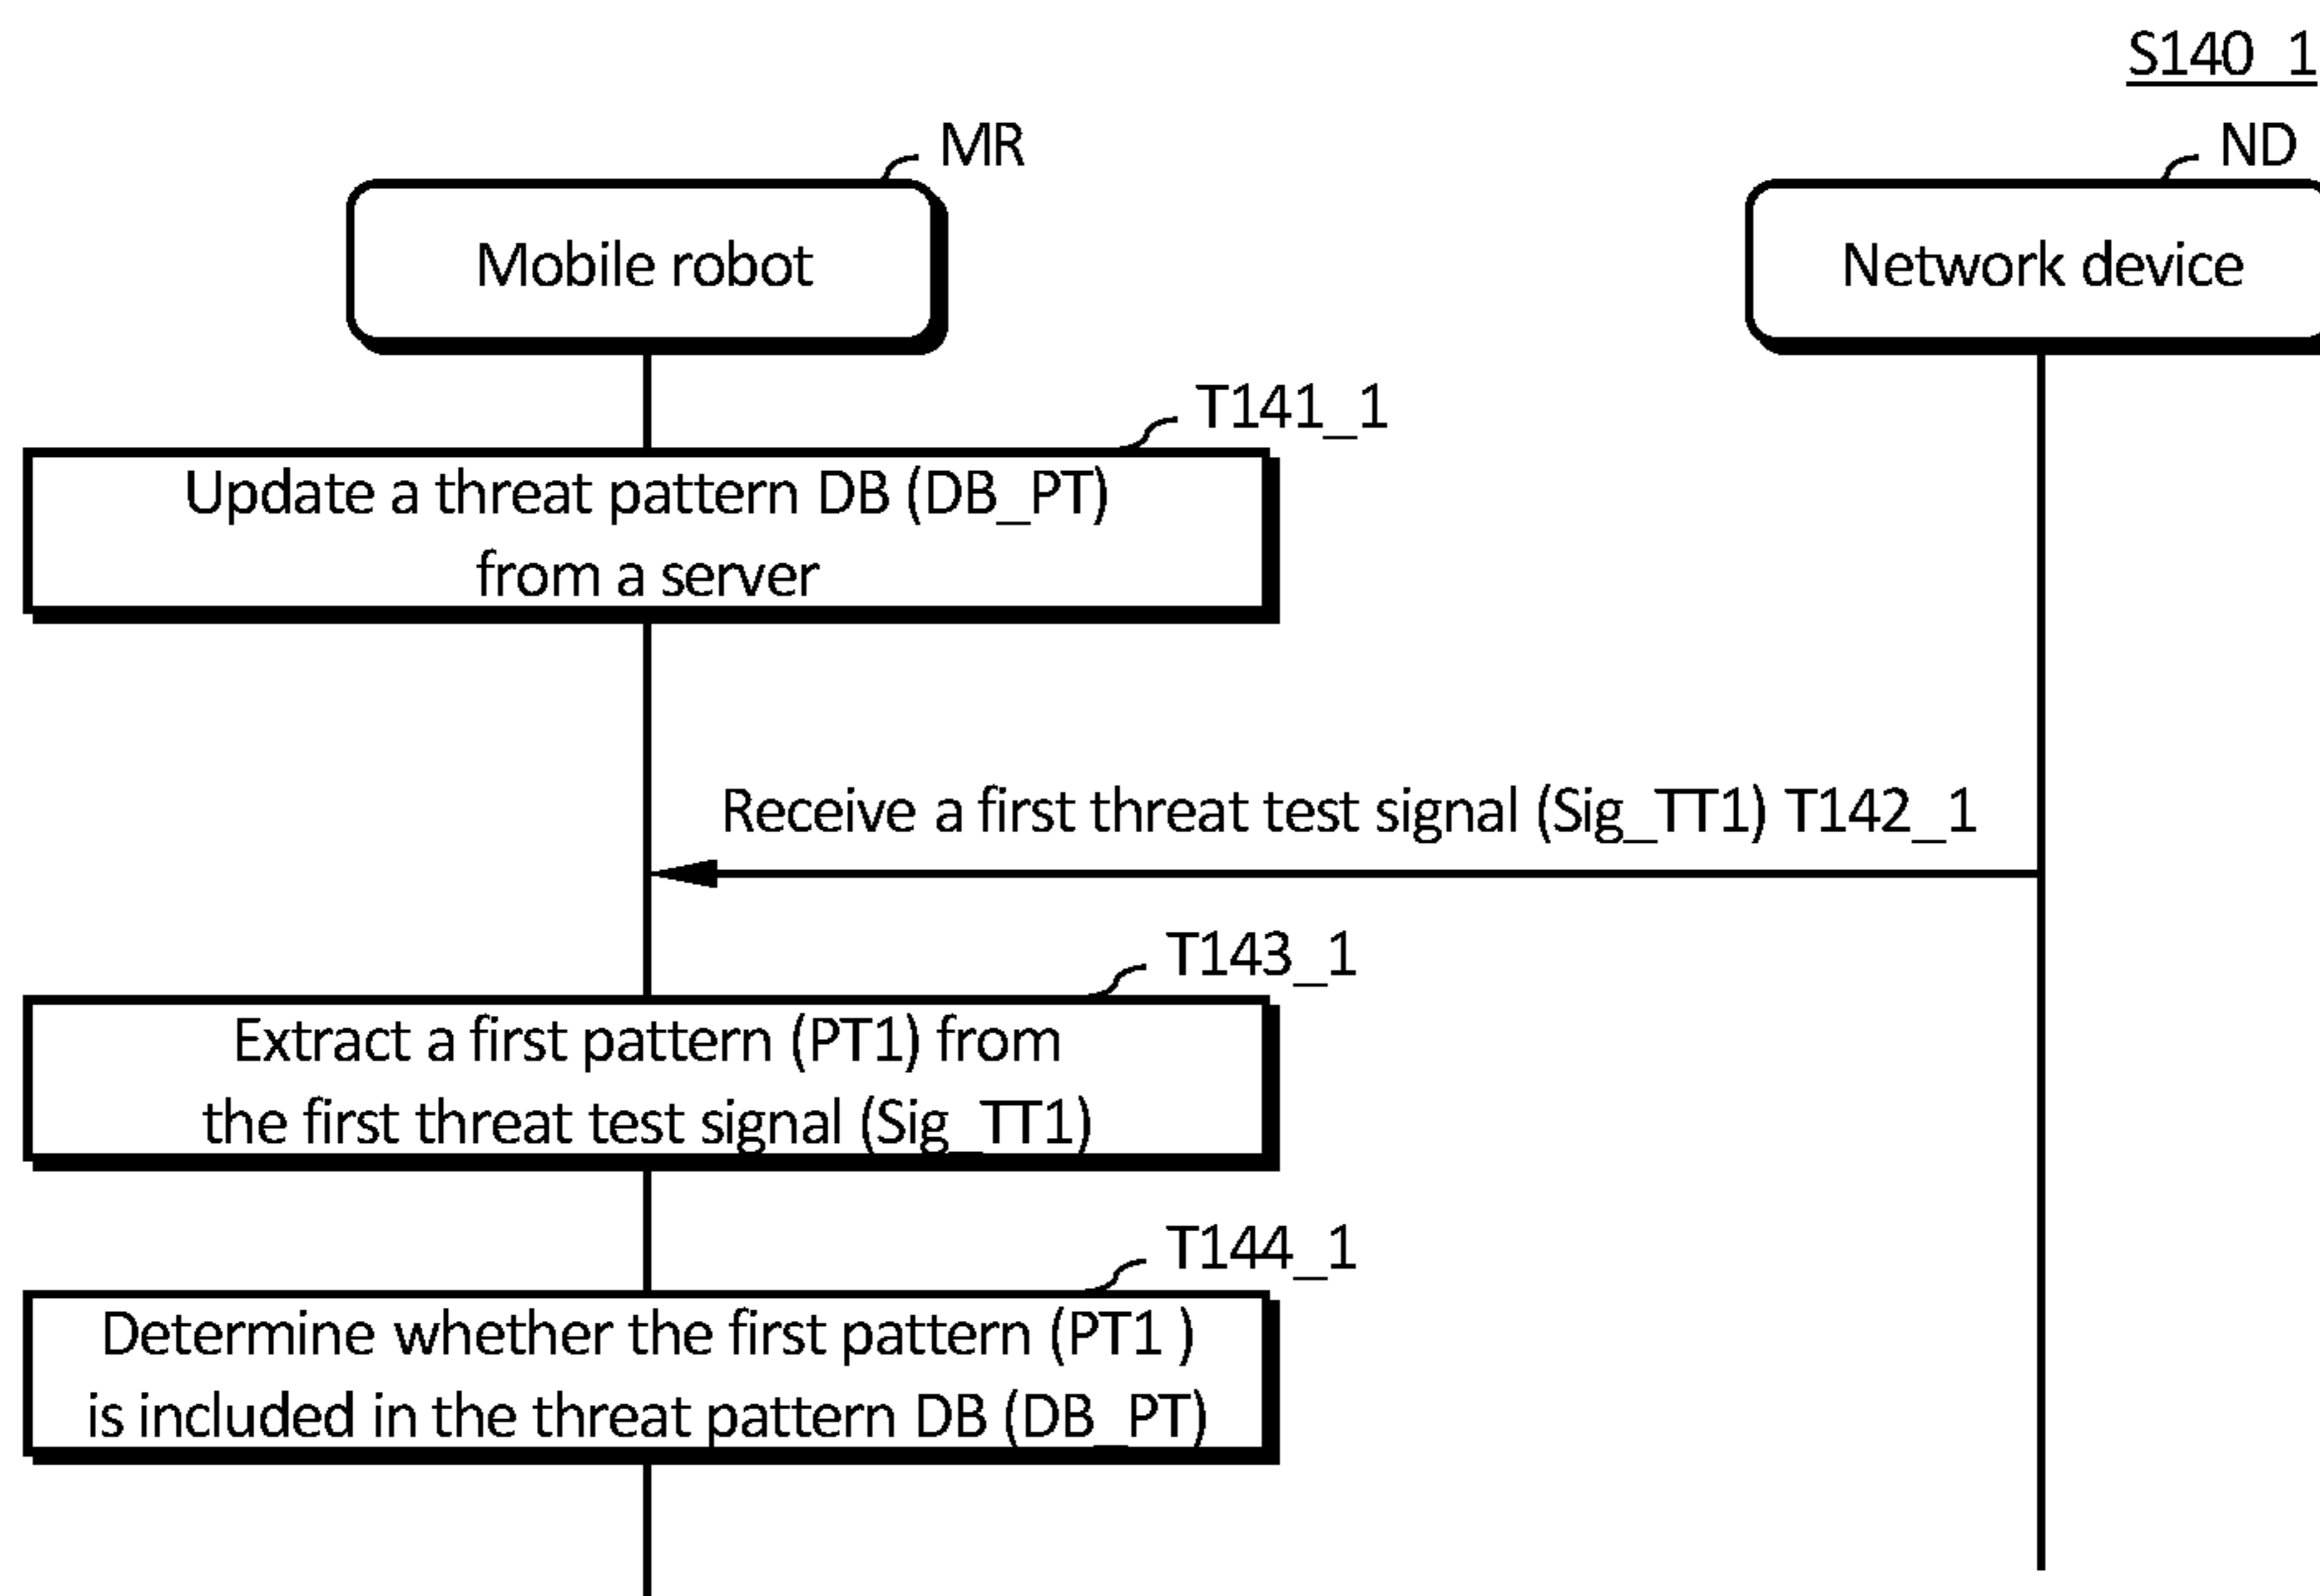 S140_1
MR
ND
Mobile robot
Network device
T141_1
Update a threat pattern DB (DB_PT)
from a server
Receive a first threat test signal (Sig_TT1) T142_1
T143_1
Extract a first pattern (PT1) from
the first threat test signal (Sig_TT1)
T144_1
Determine whether the first pattern (PT1 )
is included in the threat pattern DB (DB_PT)